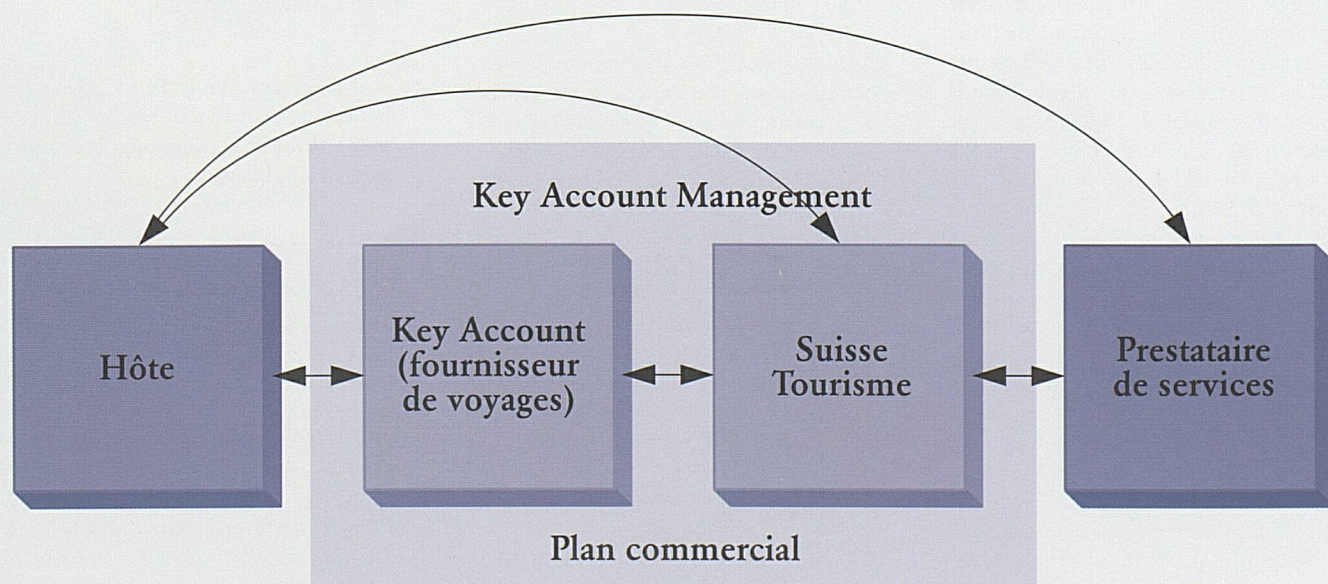 Key Account Management
Hôte
Key Account
(fournisseur
de voyages)
Suisse
Tourisme
Prestataire
de services
Plan commercial